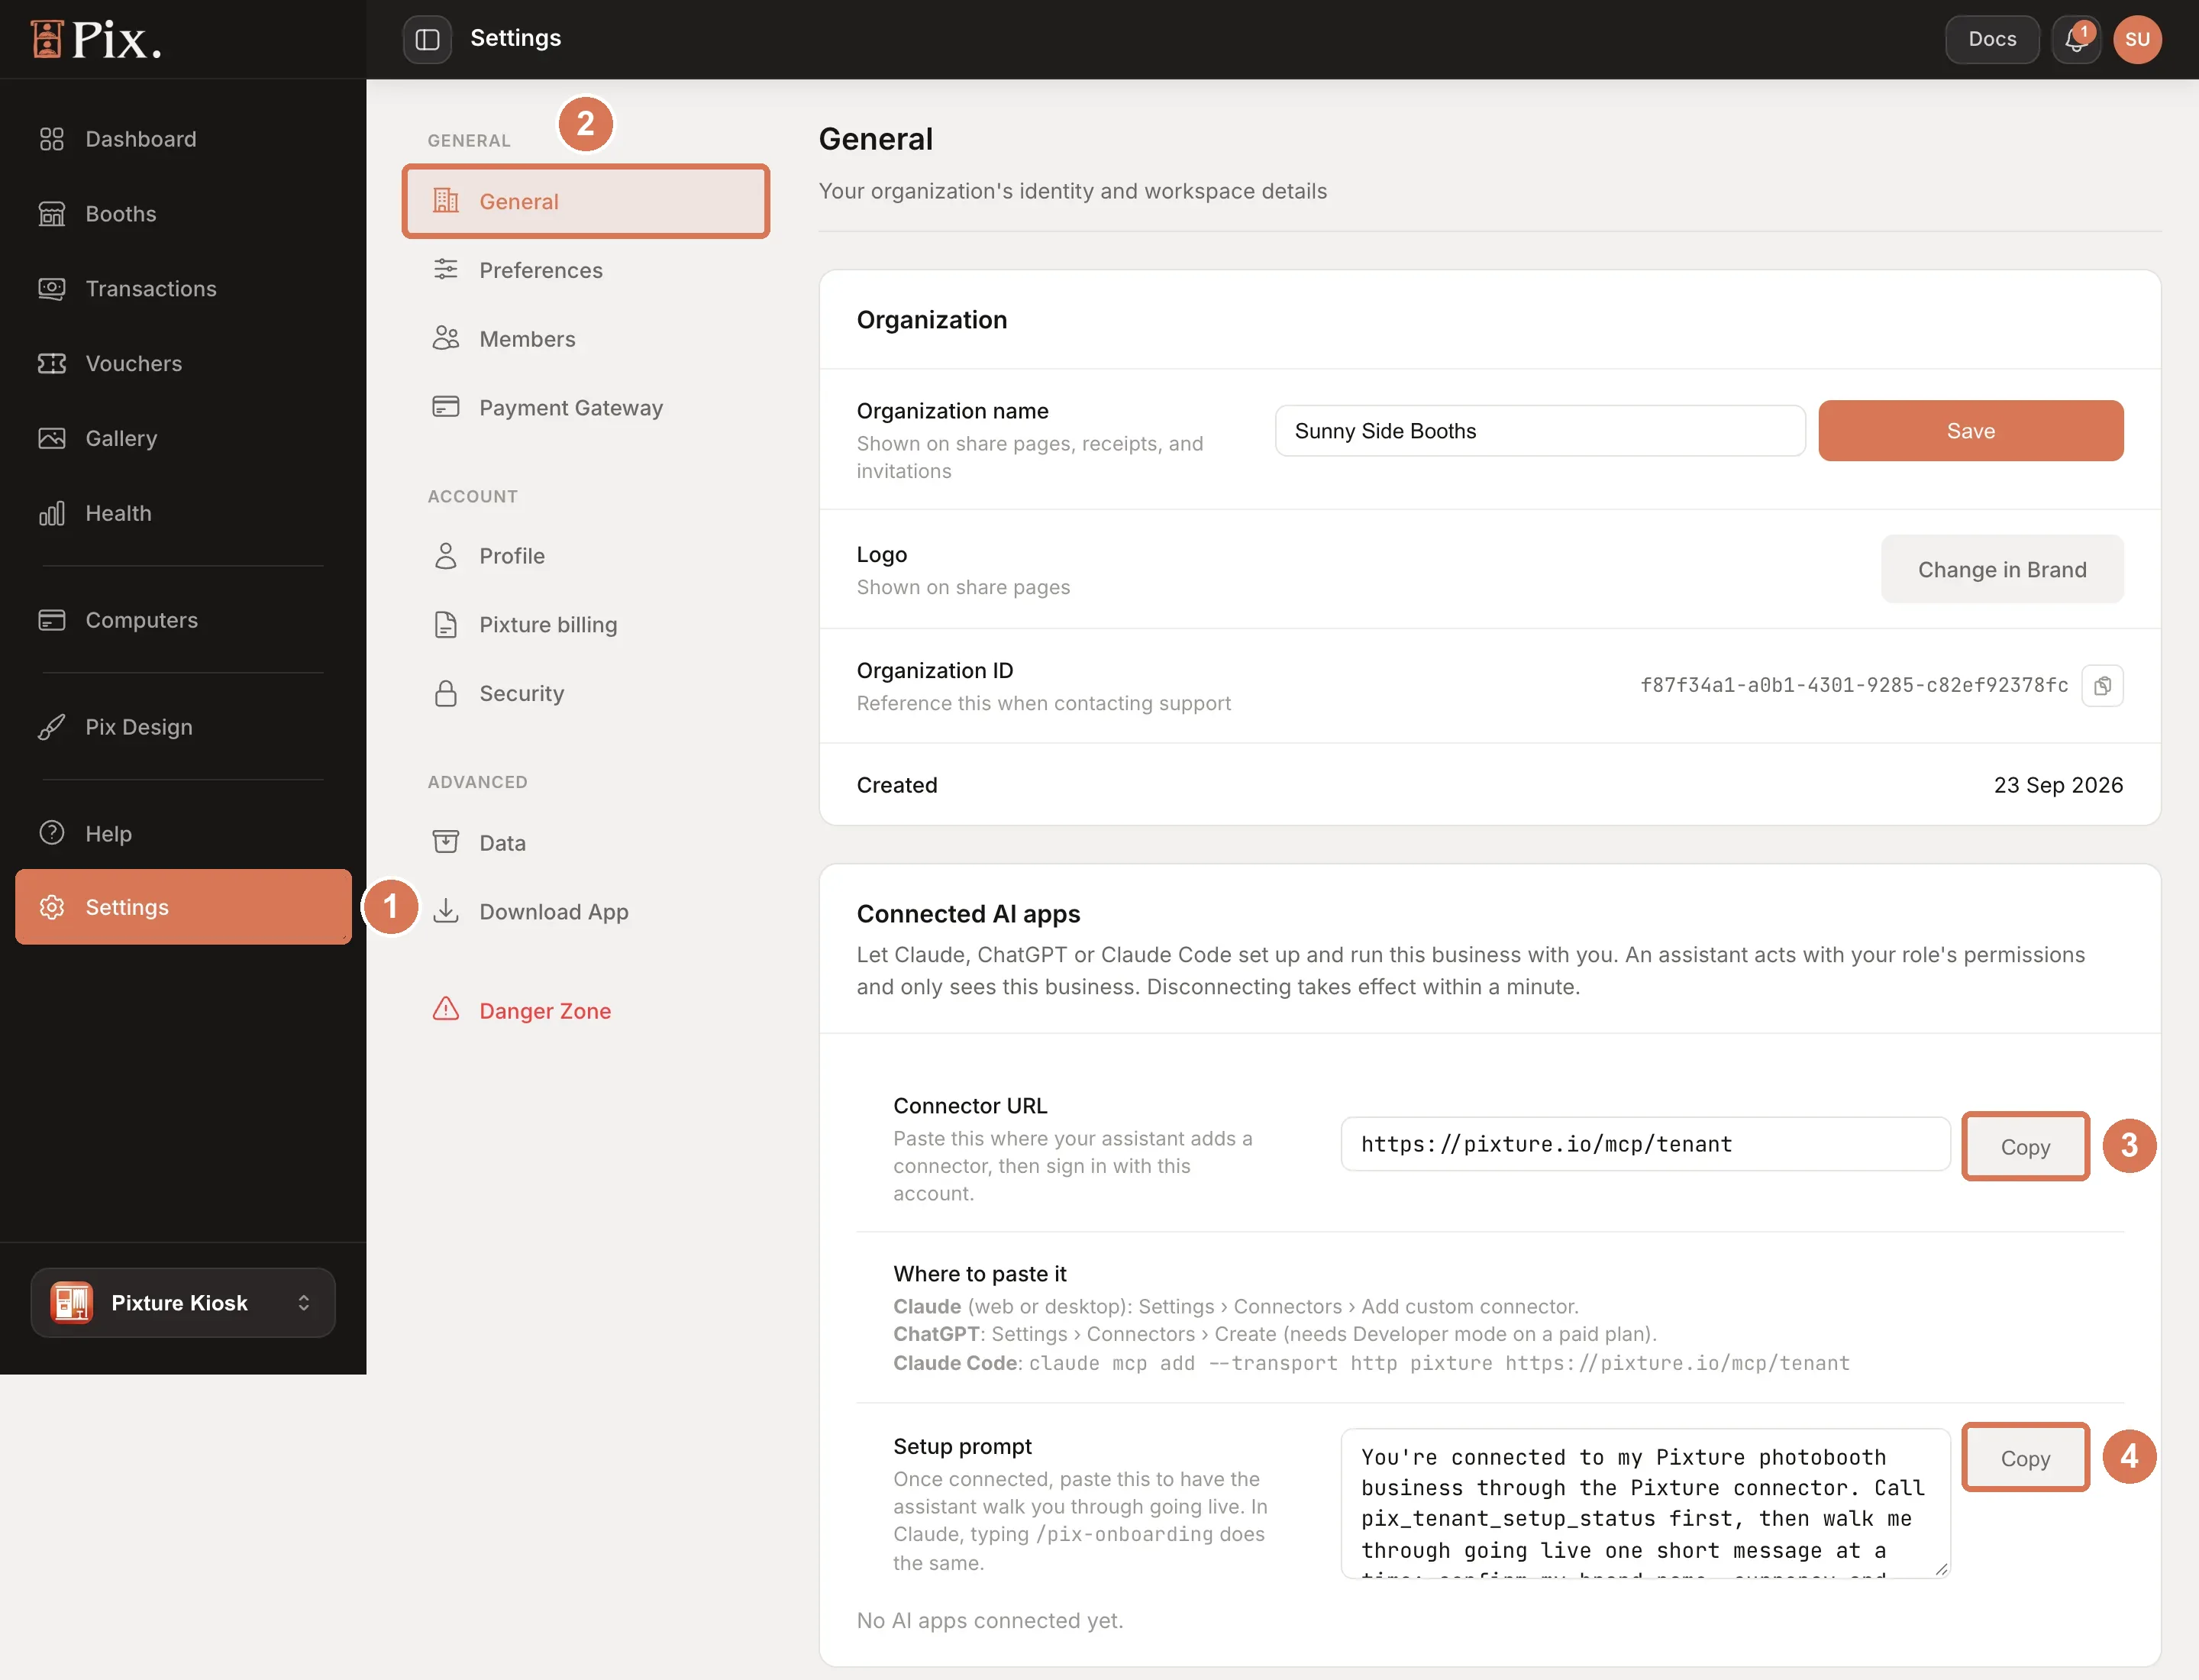 Pix.
Settings
Docs
1
SU
Dashboard
Booths
Transactions
Vouchers
Gallery
Health
Computers
Pix Design
Help
Settings
1
Pixture Kiosk
GENERAL
2
General
Preferences
Members
Payment Gateway
ACCOUNT
Profile
Pixture billing
Security
ADVANCED
Data
Download App
Danger Zone
General
Your organization's identity and workspace details
Organization
Organization name
Shown on share pages, receipts, and
invitations
Sunny Side Booths
Save
Logo
Shown on share pages
Change in Brand
Organization ID
Reference this when contacting support
f87f34a1-a0b1-4301-9285-c82ef92378fc
Created
23 Sep 2026
Connected AI apps
Let Claude, ChatGPT or Claude Code set up and run this business with you. An assistant acts with your role's permissions
and only sees this business. Disconnecting takes effect within a minute.
Connector URL
Paste this where your assistant adds a
connector, then sign in with this
account.
https://pixture.io/mcp/tenant
Copy
3
Where to paste it
Claude (web or desktop): Settings › Connectors › Add custom connector.
ChatGPT: Settings › Connectors › Create (needs Developer mode on a paid plan).
Claude Code: claude mcp add --transport http pixture https://pixture.io/mcp/tenant
Setup prompt
Once connected, paste this to have the
assistant walk you through going live. In
Claude, typing /pix-onboarding does
the same.
You're connected to my Pixture photobooth
business through the Pixture connector. Call
pix_tenant_setup_status first, then walk me
through going live one short message at a
Copy
4
No AI apps connected yet.